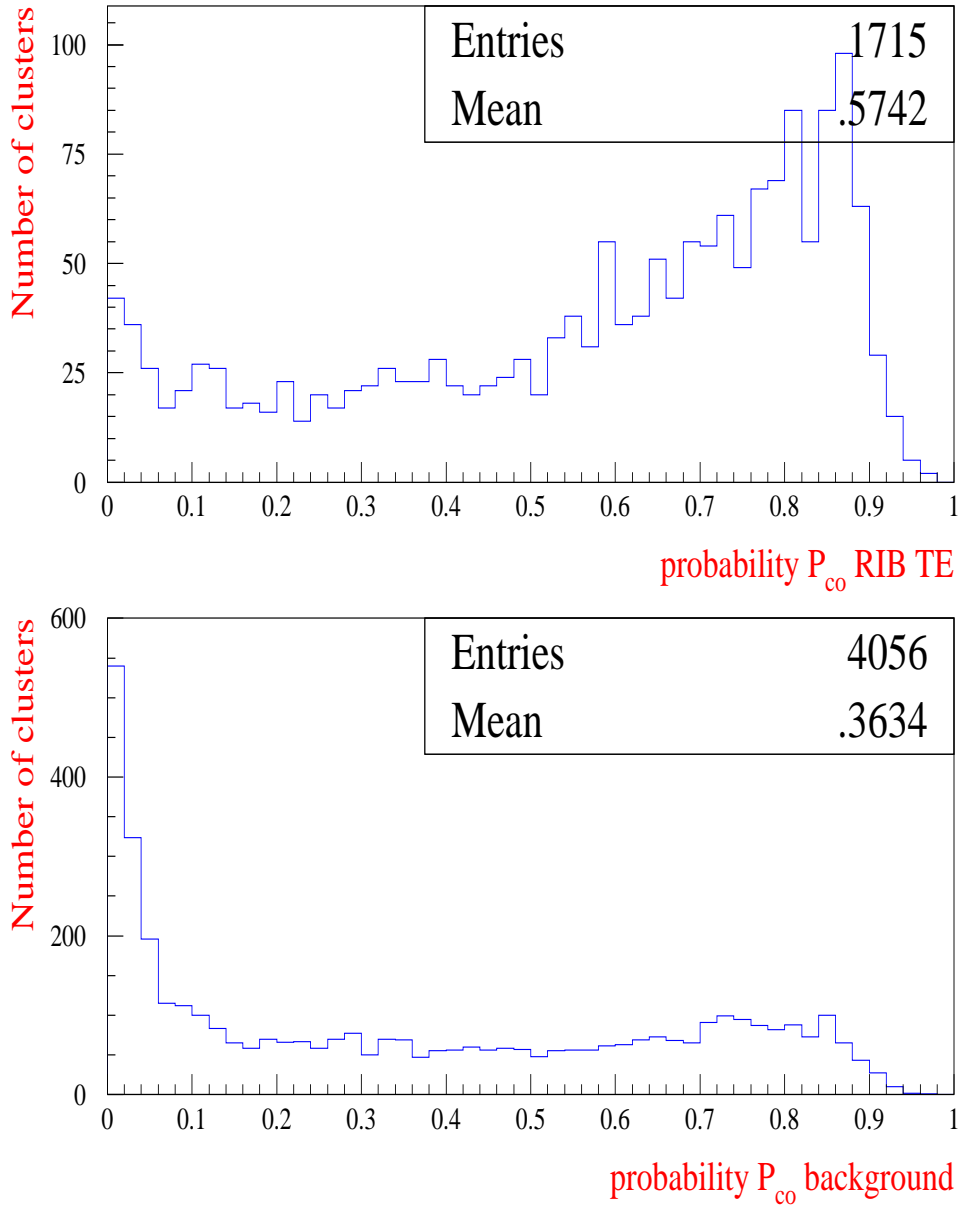 Number of clusters
Entries 1715
Mean .5742
100
75
50
25
0
0 0.1 0.2 0.3 0.4 0.5 0.6 0.7 0.8 0.9 1
probability P_co RIB TE
Number of clusters
Entries 4056
Mean .3634
600
400
200
0
0 0.1 0.2 0.3 0.4 0.5 0.6 0.7 0.8 0.9 1
probability P_co background